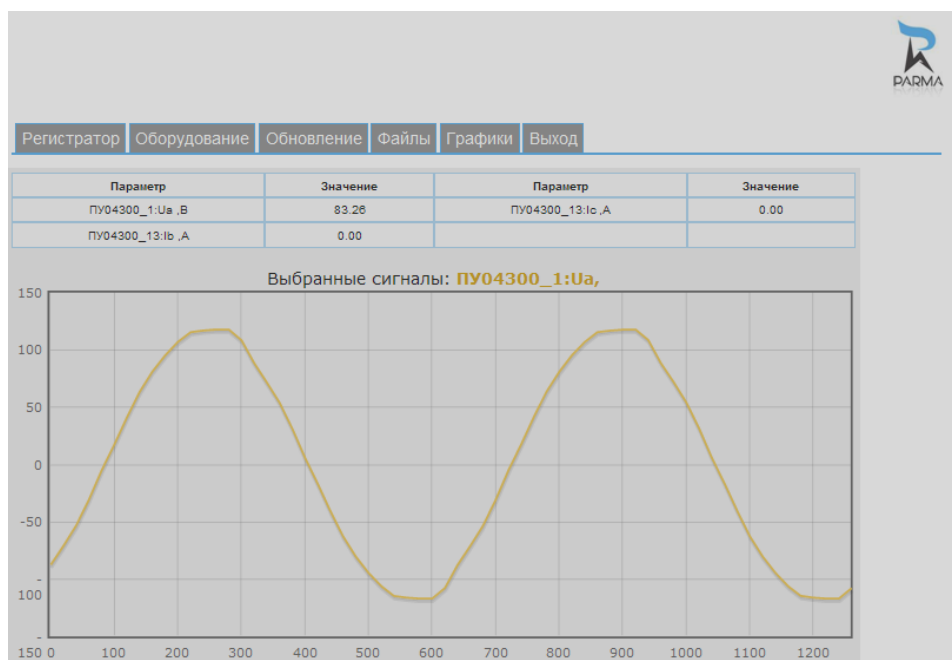 PARMA
Регистратор Оборудование Обновление Файлы Графики Выход
Параметр Значение Параметр Значение
ПУ04300_1:Ua ,В 83.26 ПУ04300_13:Ic ,А 0.00
ПУ04300_13:Ib ,А 0.00
Выбранные сигналы: ПУ04300_1:Ua,
150
100
50
0
-50
-
100
-
150 0 100 200 300 400 500 600 700 800 900 1000 1100 1200